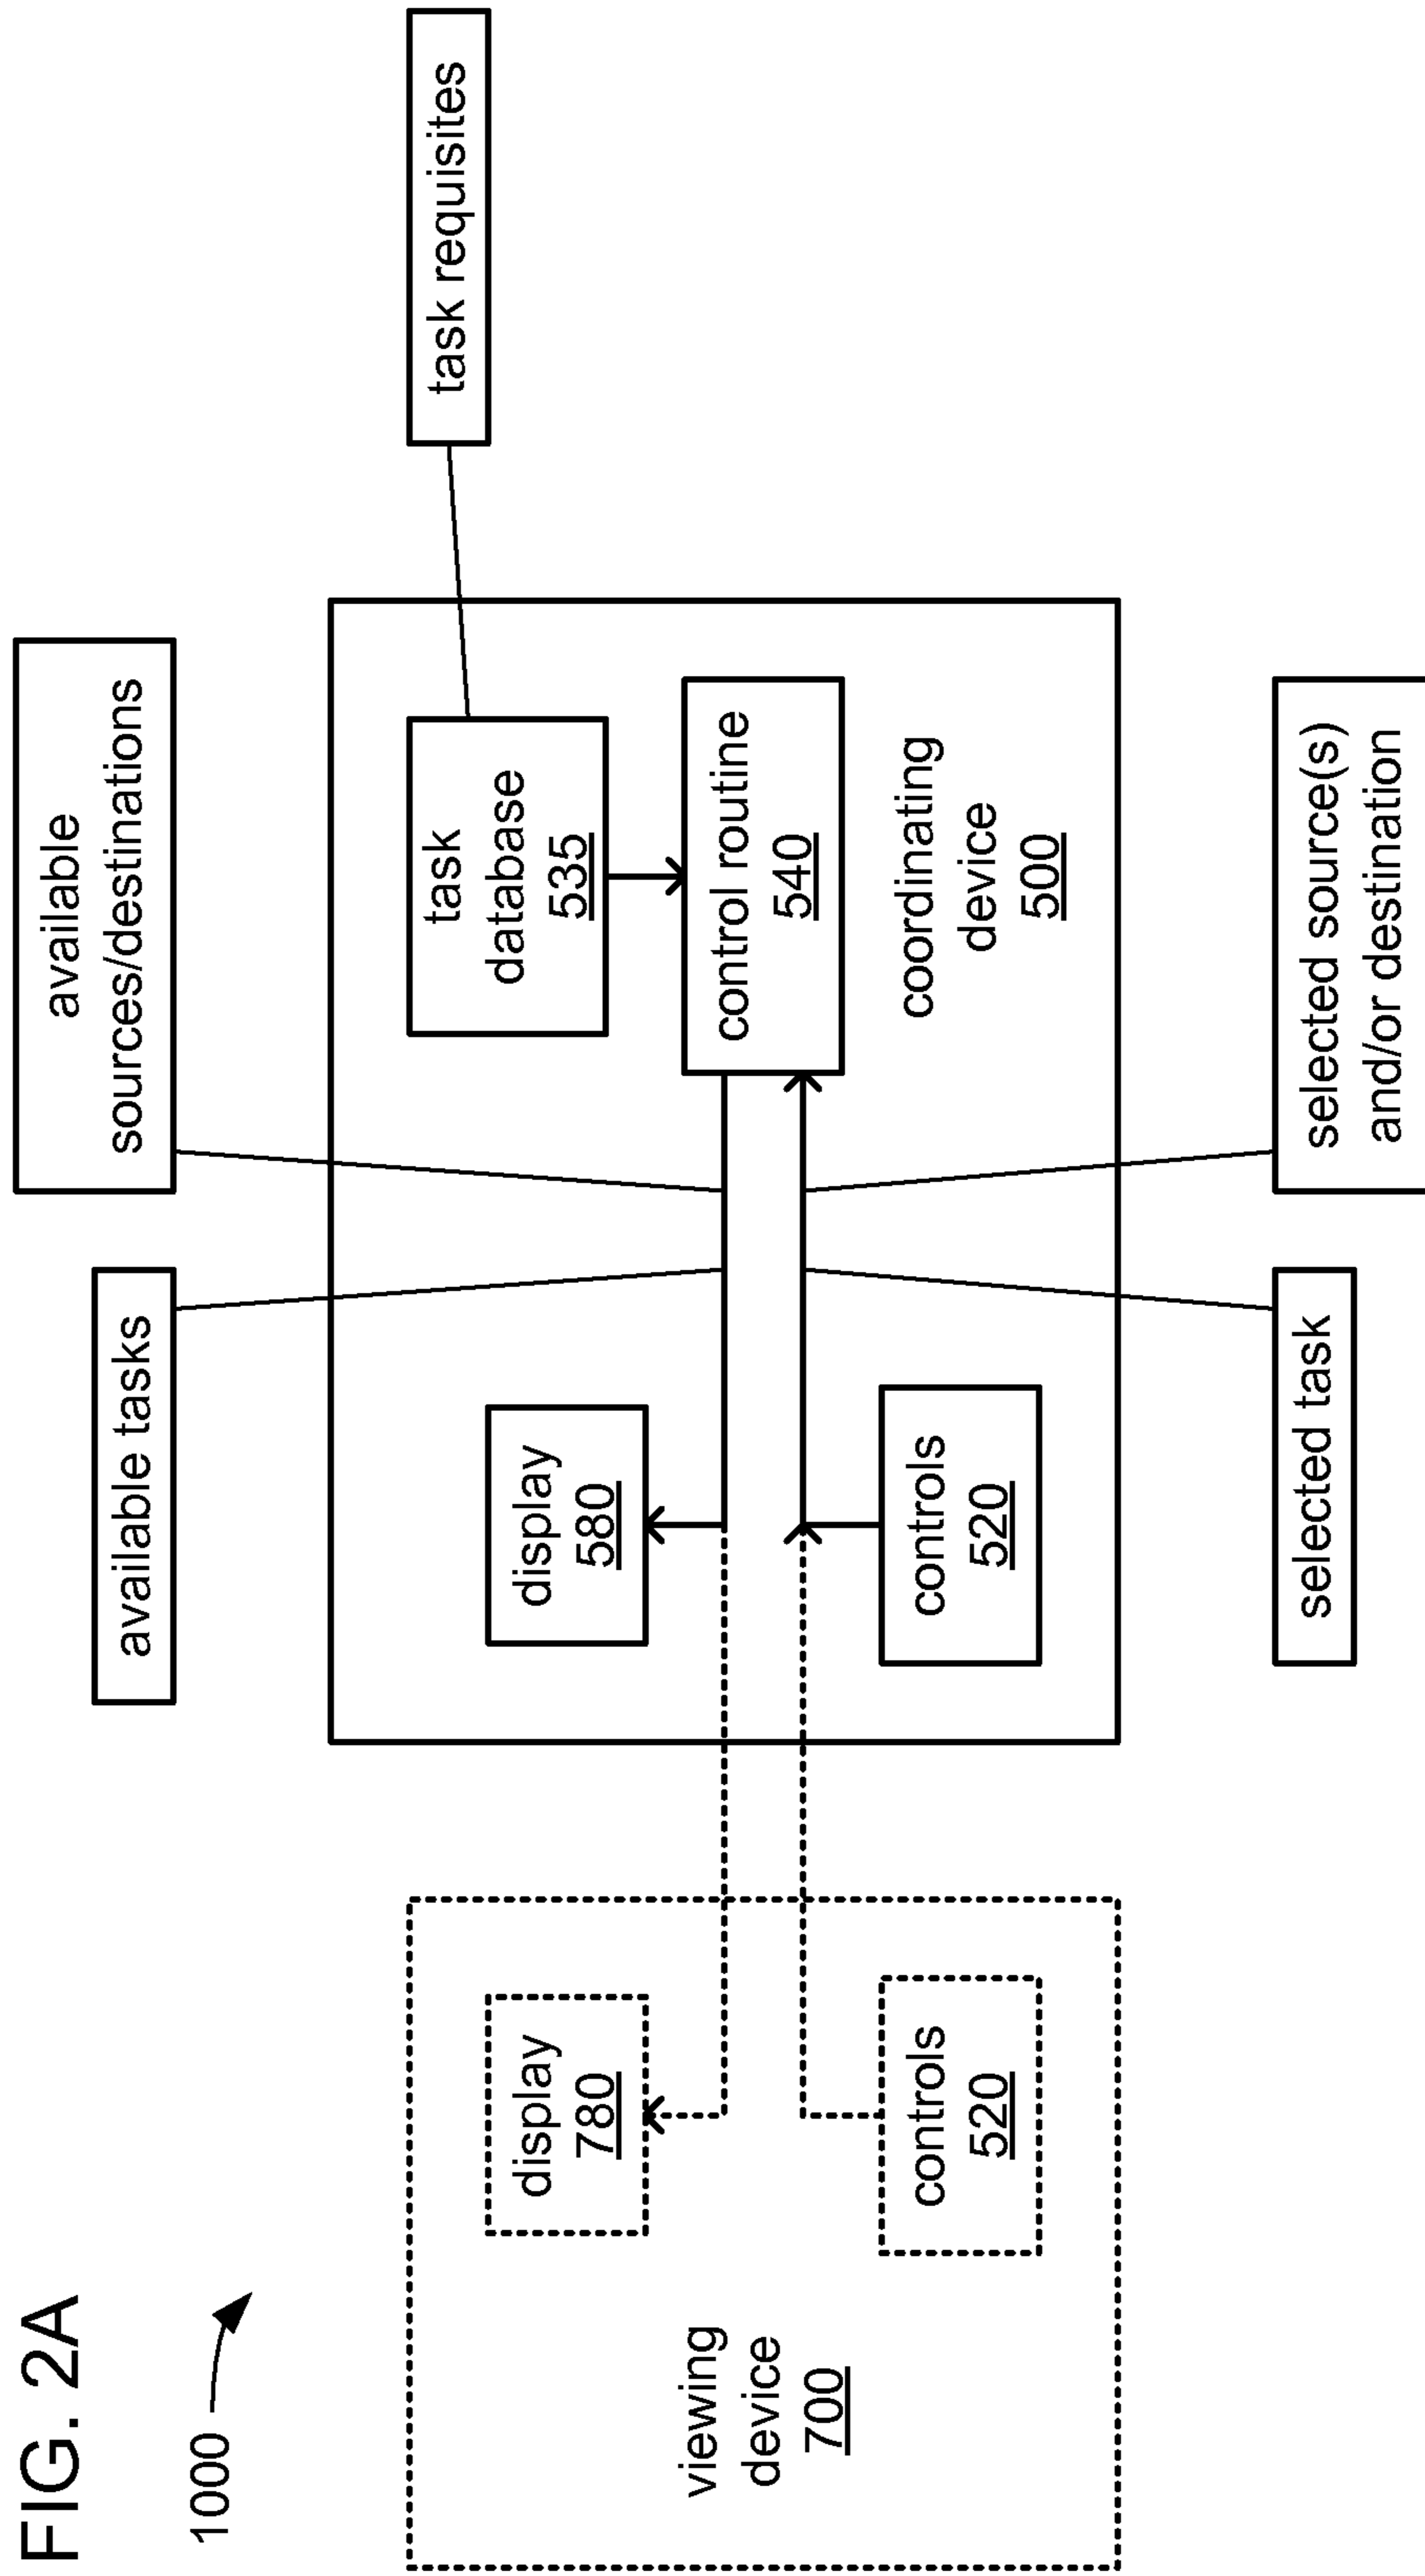 FIG. 2A
1000
available tasks
available
sources/destinations
task requisites
viewing
device
700
display
780
controls
520
display
580
controls
520
task
database
535
control routine
540
coordinating
device
500
selected task
selected source(s)
and/or destination